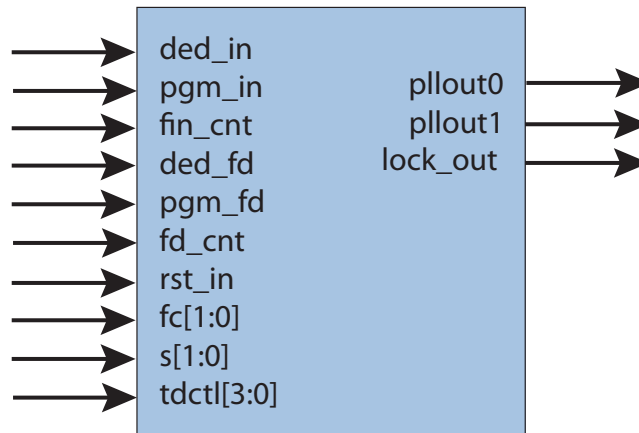 ded_in
pgm_in
fin_cnt
ded_fd
pgm_fd
fd_cnt
rst_in
fc[1:0]
s[1:0]
tdctl[3:0]
pllout0
pllout1
lock_out